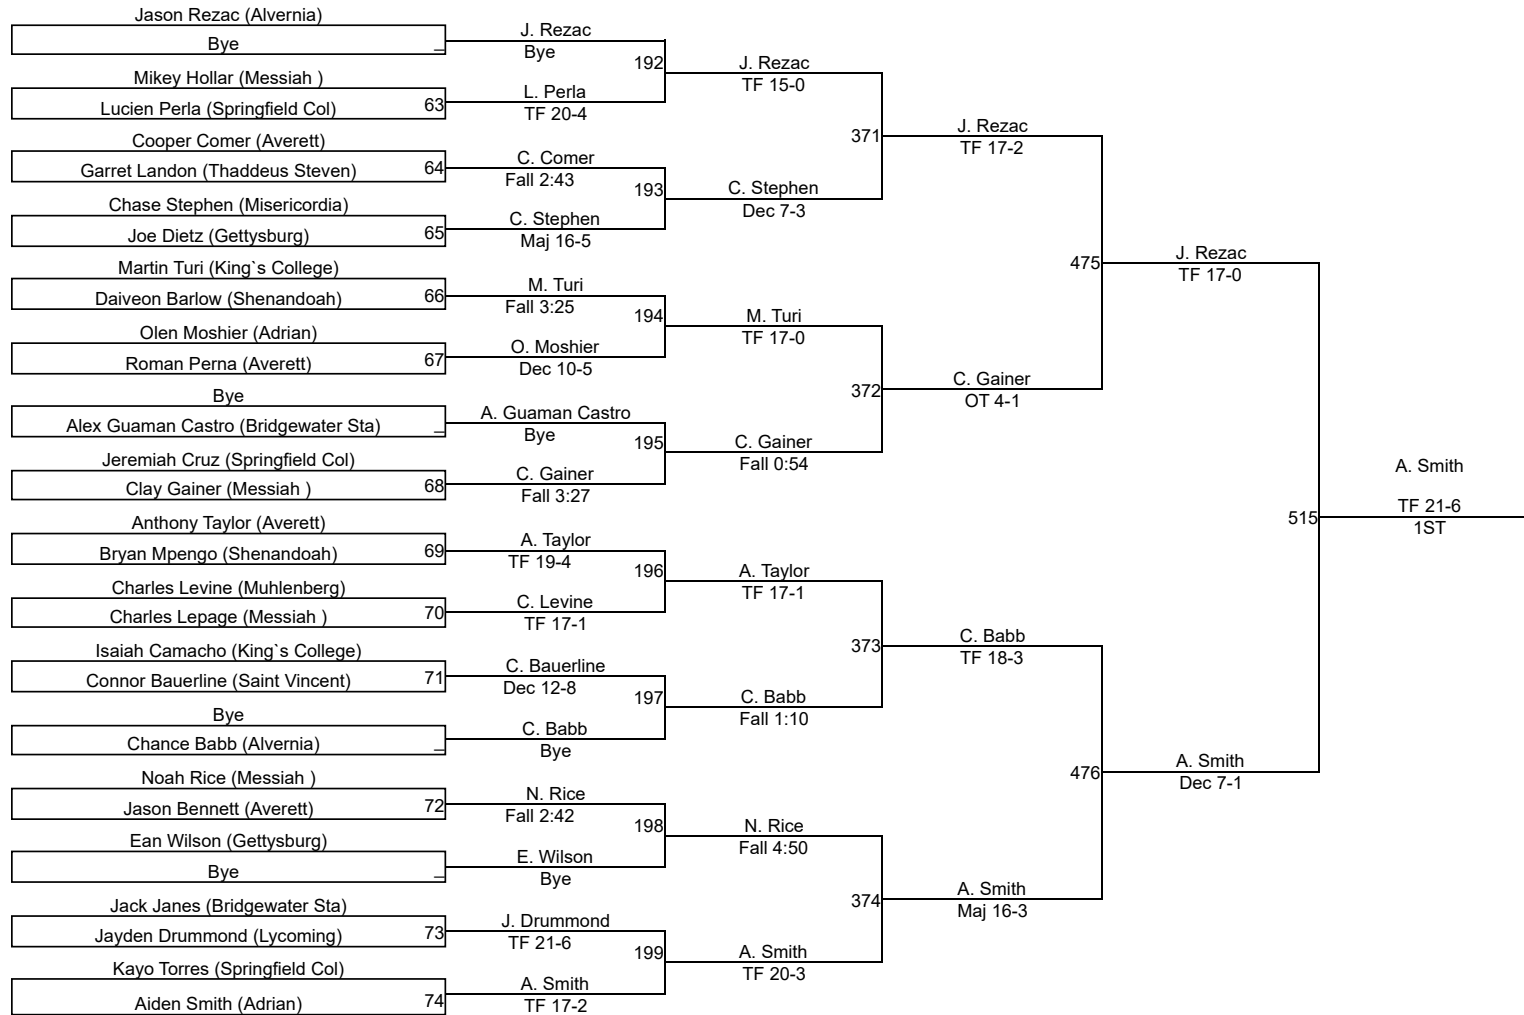 Jason Rezac (Alvernia)
Bye _
Mikey Hollar (Messiah )
Lucien Perla (Springfield Col) 63
Cooper Comer (Averett)
Garret Landon (Thaddeus Steven) 64
Chase Stephen (Misericordia)
Joe Dietz (Gettysburg) 65
Martin Turi (King`s College)
Daiveon Barlow (Shenandoah) 66
Olen Moshier (Adrian)
Roman Perna (Averett) 67
Bye
Alex Guaman Castro (Bridgewater Sta) _
Jeremiah Cruz (Springfield Col)
Clay Gainer (Messiah ) 68
Anthony Taylor (Averett)
Bryan Mpengo (Shenandoah) 69
Charles Levine (Muhlenberg)
Charles Lepage (Messiah ) 70
Isaiah Camacho (King`s College)
Connor Bauerline (Saint Vincent) 71
Bye
Chance Babb (Alvernia) _
Noah Rice (Messiah )
Jason Bennett (Averett) 72
Ean Wilson (Gettysburg)
Bye _
Jack Janes (Bridgewater Sta)
Jayden Drummond (Lycoming) 73
Kayo Torres (Springfield Col)
Aiden Smith (Adrian) 74
J. Rezac
Bye
192
L. Perla
TF 20-4
C. Comer
Fall 2:43
193
C. Stephen
Maj 16-5
M. Turi
Fall 3:25
194
O. Moshier
Dec 10-5
A. Guaman Castro
Bye
195
C. Gainer
Fall 3:27
A. Taylor
TF 19-4
196
C. Levine
TF 17-1
C. Bauerline
Dec 12-8
197
C. Babb
Bye
N. Rice
Fall 2:42
198
E. Wilson
Bye
J. Drummond
TF 21-6
199
A. Smith
TF 17-2
J. Rezac
TF 15-0
371
C. Stephen
Dec 7-3
M. Turi
TF 17-0
372
C. Gainer
Fall 0:54
A. Taylor
TF 17-1
373
C. Babb
Fall 1:10
N. Rice
Fall 4:50
374
A. Smith
TF 20-3
J. Rezac
TF 17-2
475
C. Gainer
OT 4-1
C. Babb
TF 18-3
476
A. Smith
Maj 16-3
J. Rezac
TF 17-0
515
A. Smith
Dec 7-1
A. Smith
TF 21-6
1ST